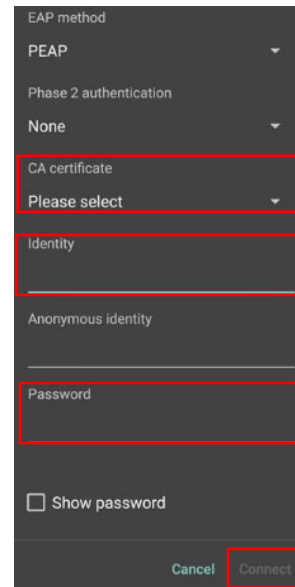 EAP method
PEAP
Phase 2 authentication
None
CA certificate
Please select
Identity
Anonymous identity
Password
Show password
Cancel Connect